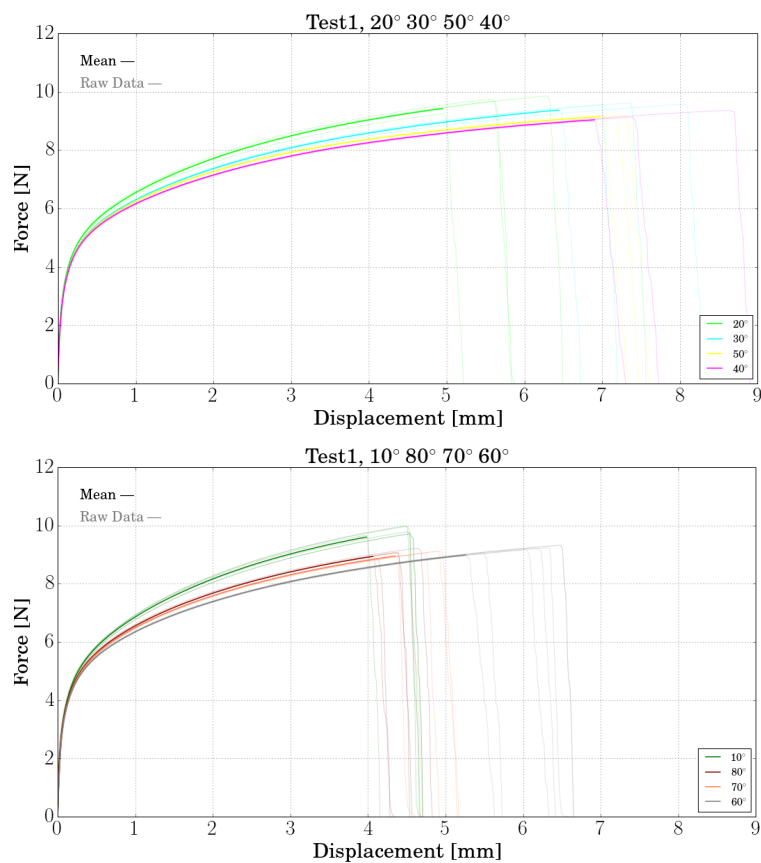 Test1, 20° 30° 50° 40°
12
Mean —
Raw Data —
10
8
6
4
2
0
Force [N]
20°
30°
50°
40°
0 1 2 3 4 5 6 7 8 9
Displacement [mm]
Test1, 10° 80° 70° 60°
12
Mean —
Raw Data —
10
8
6
4
2
0
Force [N]
10°
80°
70°
60°
0 1 2 3 4 5 6 7 8 9
Displacement [mm]